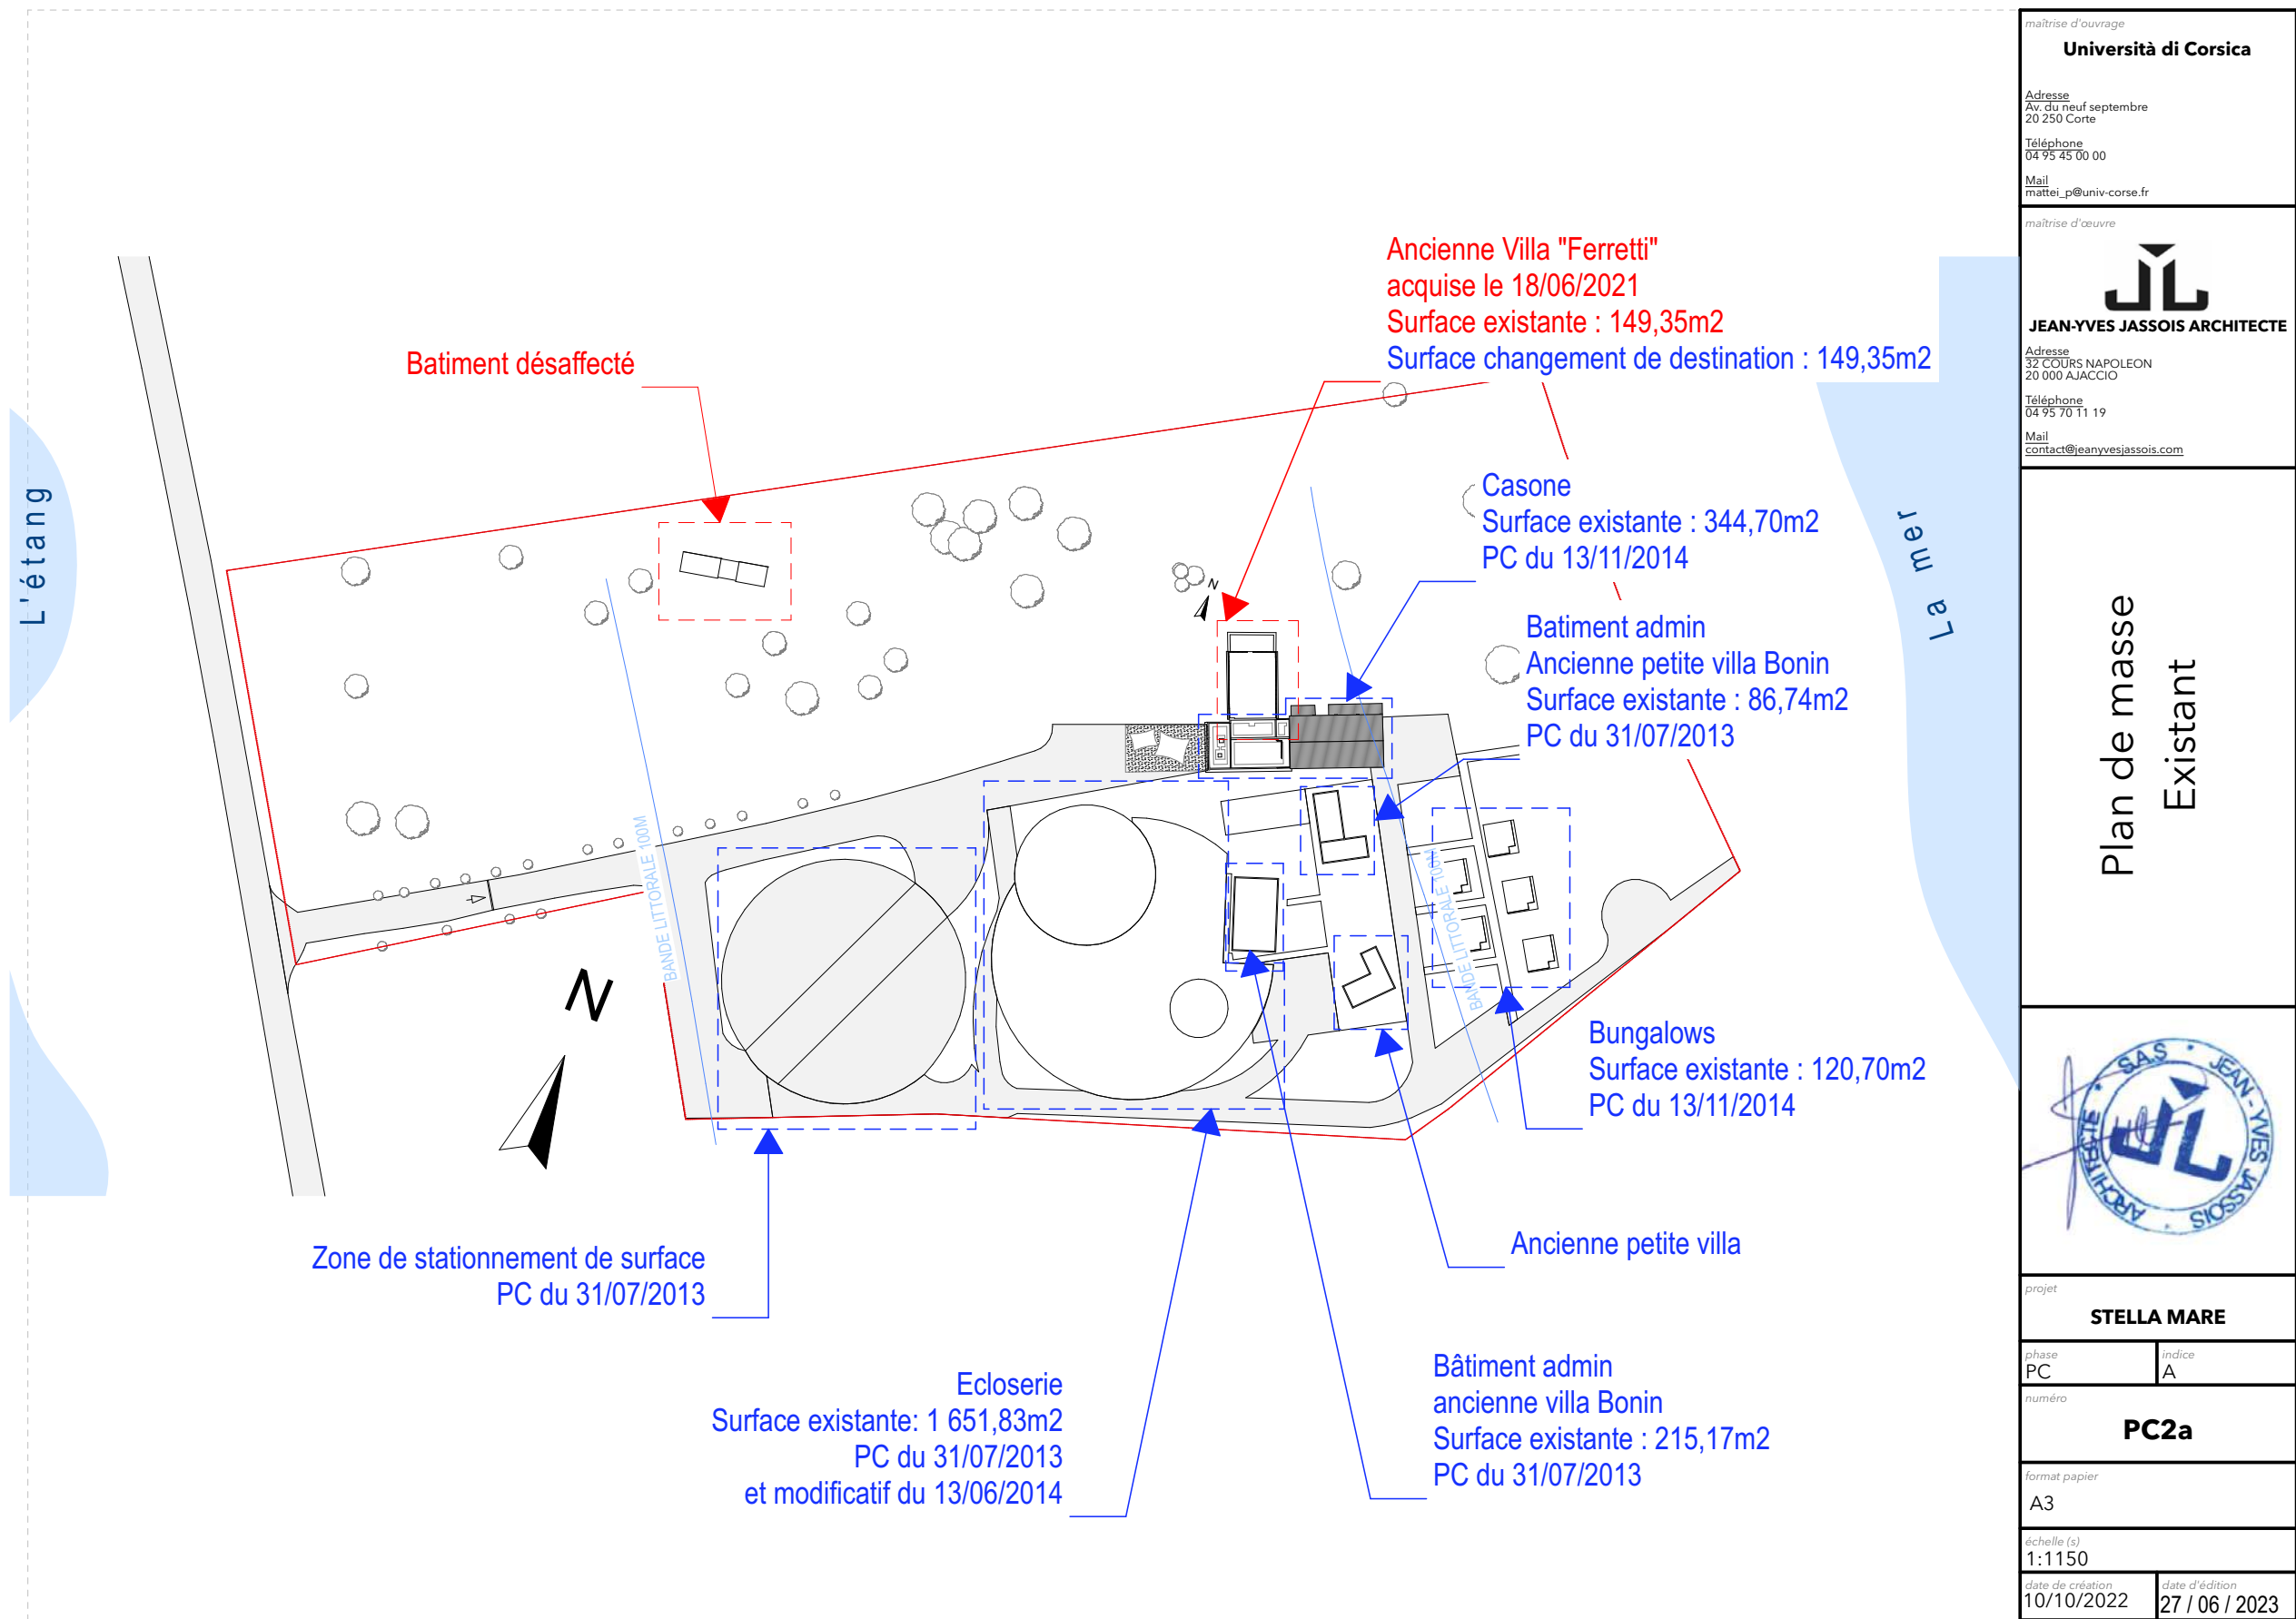 Ancienne Villa "Ferretti"
acquise le 18/06/2021
Surface existante : 149,35m2
Surface changement de destination : 149,35m2
Batiment désaffecté
Casone
Surface existante : 344,70m2
PC du 13/11/2014
L'étang
La mer
N
Batiment admin
Ancienne petite villa Bonin
Surface existante : 86,74m2
PC du 31/07/2013
BANDE LITTORALE 100M
BANDE LITTORALE 100M
N
Bungalows
Surface existante : 120,70m2
PC du 13/11/2014
Ancienne petite villa
Zone de stationnement de surface
PC du 31/07/2013
Bâtiment admin
ancienne villa Bonin
Surface existante : 215,17m2
PC du 31/07/2013
Ecloserie
Surface existante: 1 651,83m2
PC du 31/07/2013
et modificatif du 13/06/2014
maîtrise d'ouvrage
Università di Corsica
Adresse
Av. du neuf septembre
20 250 Corte
Téléphone
04 95 45 00 00
Mail
mattei_p@univ-corse.fr
maîtrise d'œuvre
JL
JEAN-YVES JASSOIS ARCHITECTE
Adresse
32 COURS NAPOLEON
20 000 AJACCIO
Téléphone
04 95 70 11 19
Mail
contact@jeanyvesjassois.com
Plan de masse
Existant
SAS * JEAN-YVES JASSOIS * ARCHITECTE *
JL
projet
STELLA MARE
phase
PC
indice
A
numéro
PC2a
format papier
A3
échelle (s)
1:1150
date de création
10/10/2022
date d'édition
27 / 06 / 2023